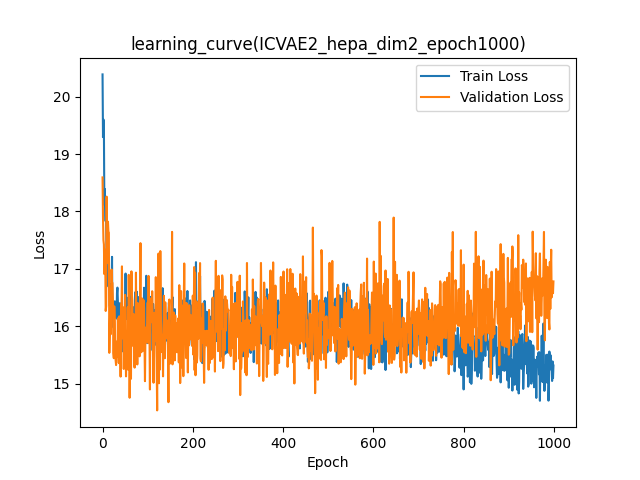 learning_curve(ICVAE2_hepa_dim2_epoch1000)
Train Loss
Validation Loss
Loss
20
19
18
17
16
15
0 200 400 600 800 1000
Epoch